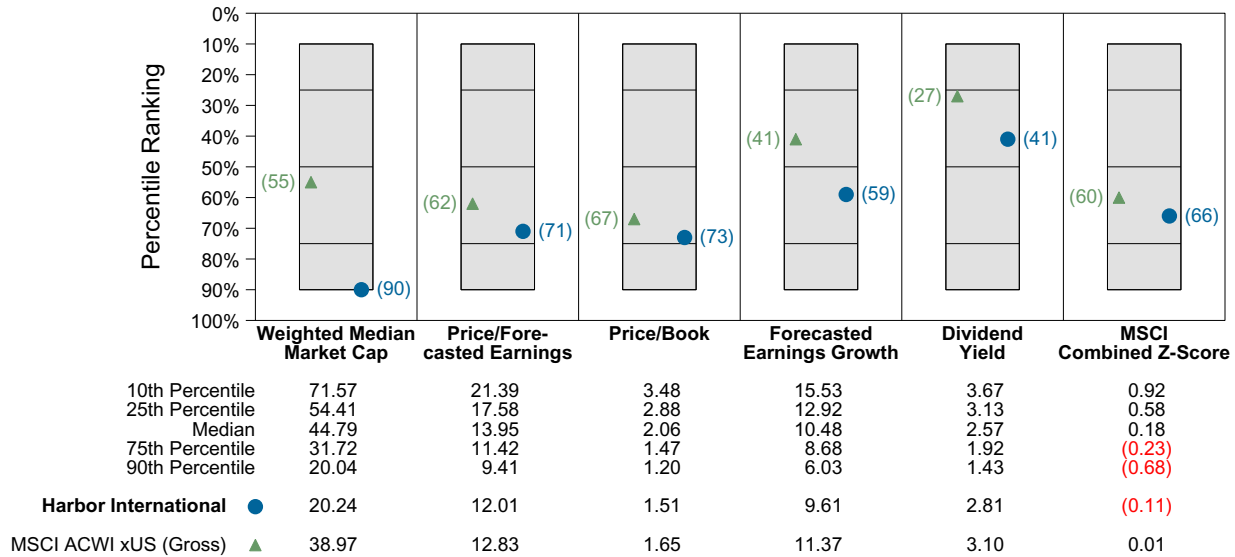 Percentile Ranking
0%
10%
20%
30%
40%
50%
60%
70%
80%
90%
100%
(55)
(90)
(62)
(71)
(67)
(73)
(41)
(59)
(27)
(41)
(60)
(66)
Weighted Median
Market Cap
Price/Fore-
casted Earnings
Price/Book
Forecasted
Earnings Growth
Dividend
Yield
MSCI
Combined Z-Score
10th Percentile 71.57 21.39 3.48 15.53 3.67 0.92
25th Percentile 54.41 17.58 2.88 12.92 3.13 0.58
Median 44.79 13.95 2.06 10.48 2.57 0.18
75th Percentile 31.72 11.42 1.47 8.68 1.92 (0.23)
90th Percentile 20.04 9.41 1.20 6.03 1.43 (0.68)
Harbor International 20.24 12.01 1.51 9.61 2.81 (0.11)
MSCI ACWI xUS (Gross) 38.97 12.83 1.65 11.37 3.10 0.01